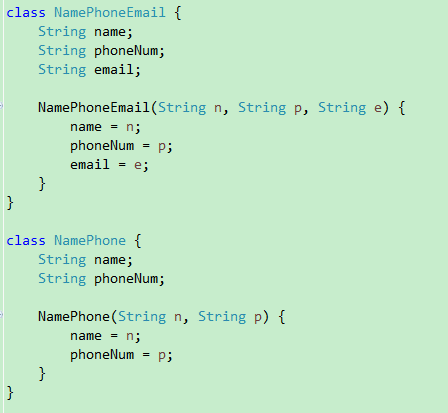 class NamePhoneEmail {
    String name;
    String phoneNum;
    String email;
    NamePhoneEmail(String n, String p, String e) {
        name = n;
        phoneNum = p;
        email = e;
    }
}
class NamePhone {
    String name;
    String phoneNum;
    NamePhone(String n, String p) {
        name = n;
        phoneNum = p;
    }
}